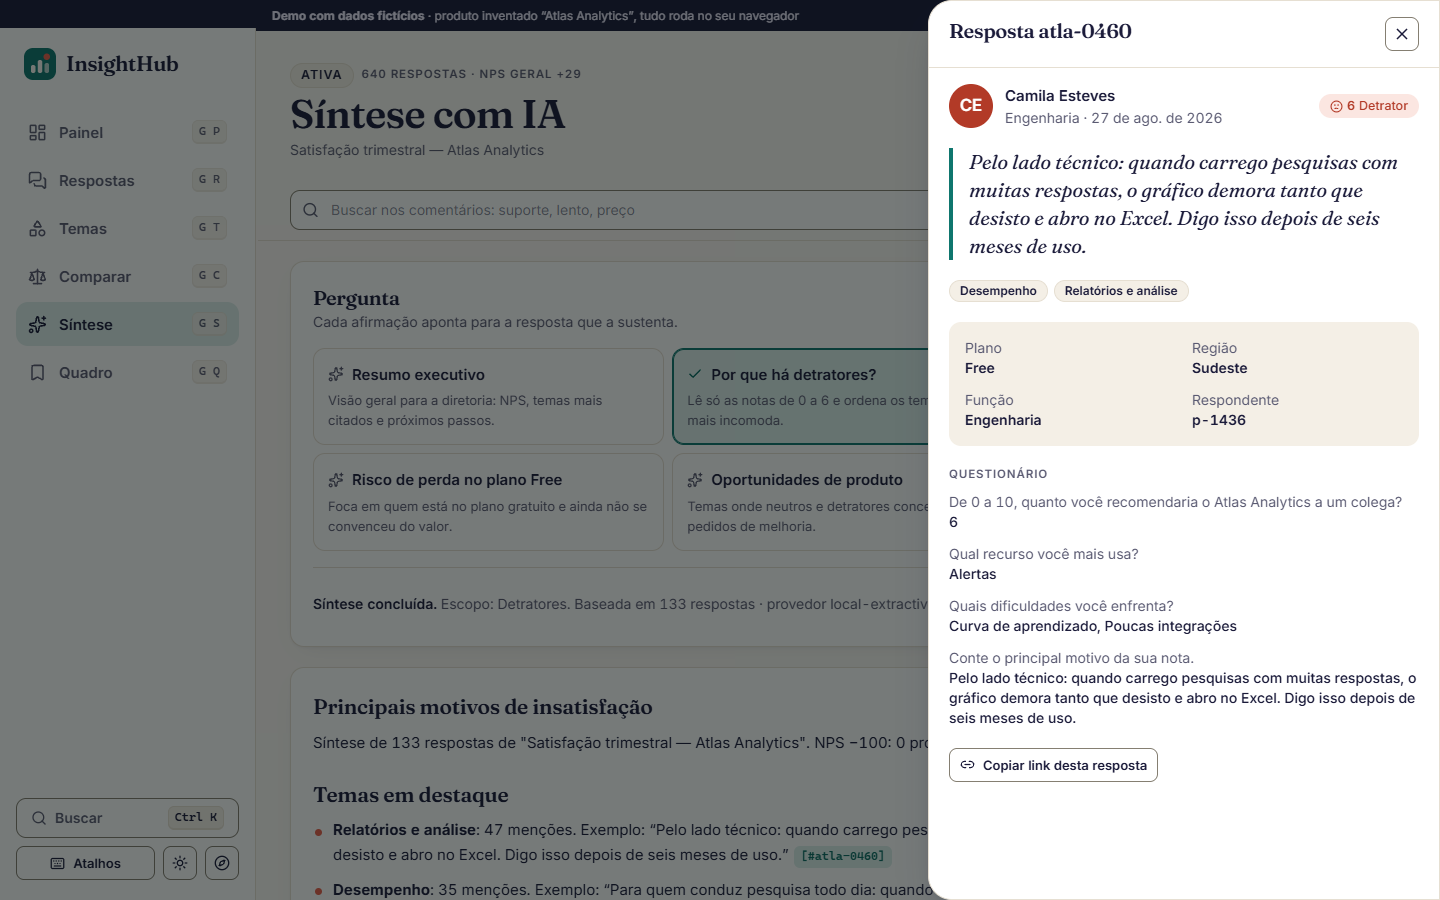 Demo com dados fictícios · produto inventado “Atlas Analytics”, tudo roda no seu navegador
InsightHub
Painel G P
Respostas G R
Temas G T
Comparar G C
Síntese G S
Quadro G Q
Buscar Ctrl K
Atalhos
ATIVA 640 RESPOSTAS · NPS GERAL +29
Síntese com IA
Satisfação trimestral — Atlas Analytics
Buscar nos comentários: suporte, lento, preço
Pergunta
Cada afirmação aponta para a resposta que a sustenta.
Resumo executivo
Visão geral para a diretoria: NPS, temas mais
citados e próximos passos.
Por que há detratores?
Lê só as notas de 0 a 6 e ordena os
mais incomoda.
Risco de perda no plano Free
Foca em quem está no plano gratuito e ainda não se
convenceu do valor.
Oportunidades de produto
Temas onde neutros e detratores
pedidos de melhoria.
Síntese concluída. Escopo: Detratores. Baseada em 133 respostas · provedor
Principais motivos de insatisfação
Síntese de 133 respostas de "Satisfação trimestral — Atlas Analytics". NPS −100: 0
Temas em destaque
Relatórios e análise: 47 menções. Exemplo: “Pelo lado técnico: quando carrego
desisto e abro no Excel. Digo isso depois de seis meses de uso.” [#atla-0460]
Desempenho: 35 menções. Exemplo: “Para quem conduz pesquisa todo dia: quando
Resposta atla-0460
CE
Camila Esteves
Engenharia · 27 de ago. de 2026
6 Detrator
Pelo lado técnico: quando carrego pesquisas com
muitas respostas, o gráfico demora tanto que
desisto e abro no Excel. Digo isso depois de seis
meses de uso.
Desempenho Relatórios e análise
Plano Região
Free Sudeste
Função Respondente
Engenharia p-1436
QUESTIONÁRIO
De 0 a 10, quanto você recomendaria o Atlas Analytics a um colega?
6
Qual recurso você mais usa?
Alertas
Quais dificuldades você enfrenta?
Curva de aprendizado, Poucas integrações
Conte o principal motivo da sua nota.
Pelo lado técnico: quando carrego pesquisas com muitas respostas, o
gráfico demora tanto que desisto e abro no Excel. Digo isso depois de
seis meses de uso.
Copiar link desta resposta